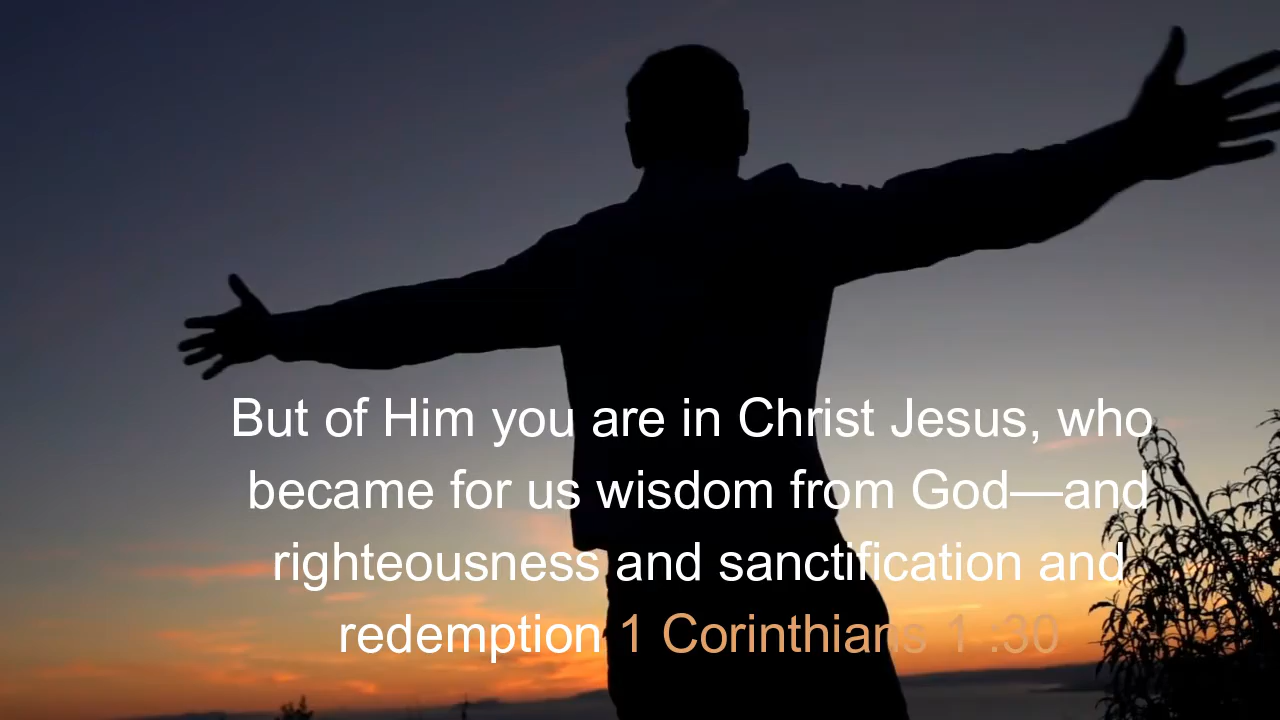 But of Him you are in Christ Jesus, who
became for us wisdom from God—and
righteousness and sanctification and
redemption 1 Corinthians 1 :30